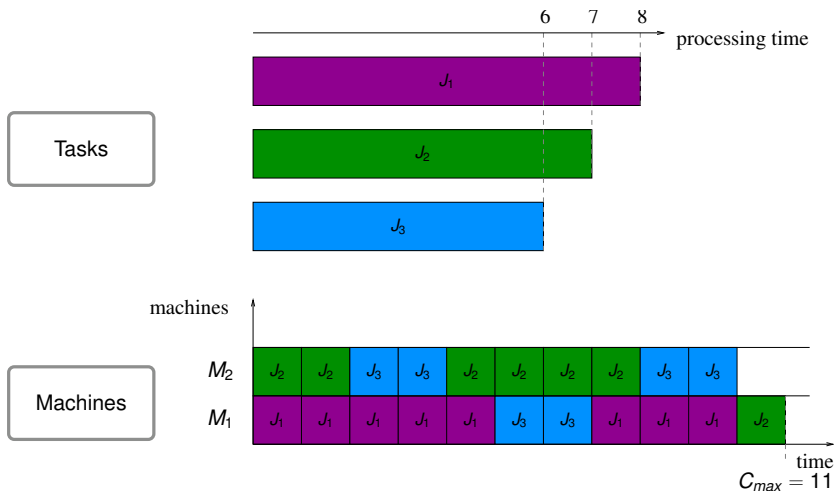 6 7 8
processing time
J1
Tasks
J2
J3
machines
M2 J2 J2 J3 J3 J2 J2 J2 J2 J3 J3
Machines
M1 J1 J1 J1 J1 J1 J3 J3 J1 J1 J1 J2
time
Cmax = 11